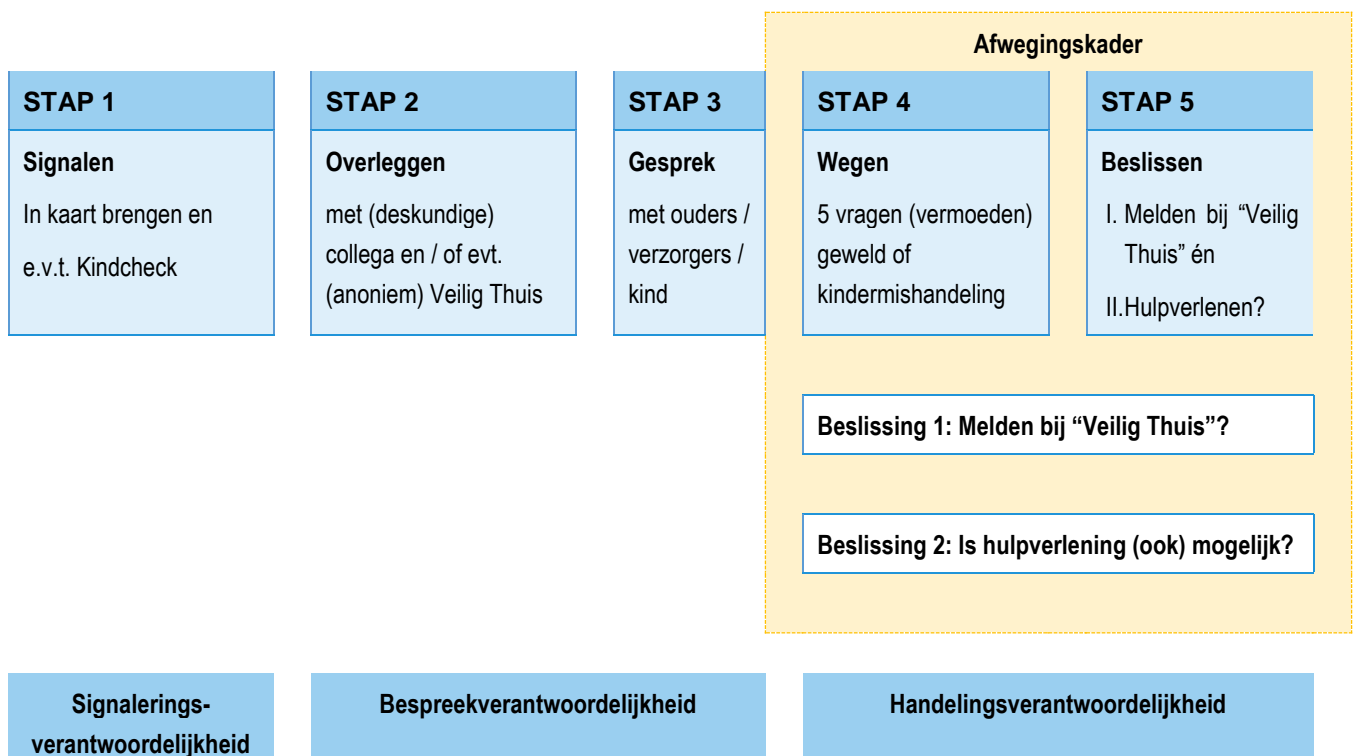 Afwegingskader
STAP 1
Signalen
In kaart brengen en
e.v.t. Kindcheck
STAP 2
Overleggen
met (deskundige)
collega en / of evt.
(anoniem) Veilig Thuis
STAP 3
Gesprek
met ouders /
verzorgers /
kind
STAP 4
Wegen
5 vragen (vermoeden)
geweld of
kindermishandeling
STAP 5
Beslissen
I. Melden bij “Veilig
Thuis” én
II.Hulpverlenen?
Beslissing 1: Melden bij “Veilig Thuis”?
Beslissing 2: Is hulpverlening (ook) mogelijk?
Signalerings-
verantwoordelijkheid
Bespreekverantwoordelijkheid
Handelingsverantwoordelijkheid